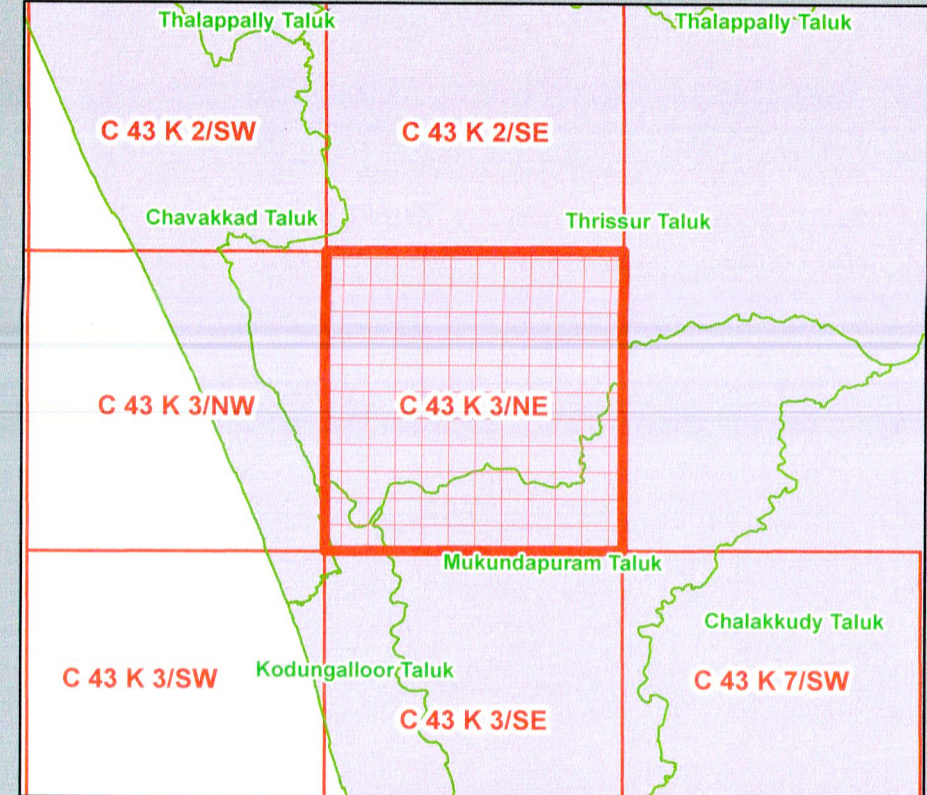 Thalappally Taluk
Thalappally Taluk
C 43 K 2/SW
C 43 K 2/SE
Chavakkad Taluk
Thrissur Taluk
C 43 K 3/NW
C 43 K 3/NE
Mukundapuram Taluk
Chalakkudy Taluk
Kodungalloor Taluk
C 43 K 3/SW
C 43 K 7/SW
C 43 K 3/SE